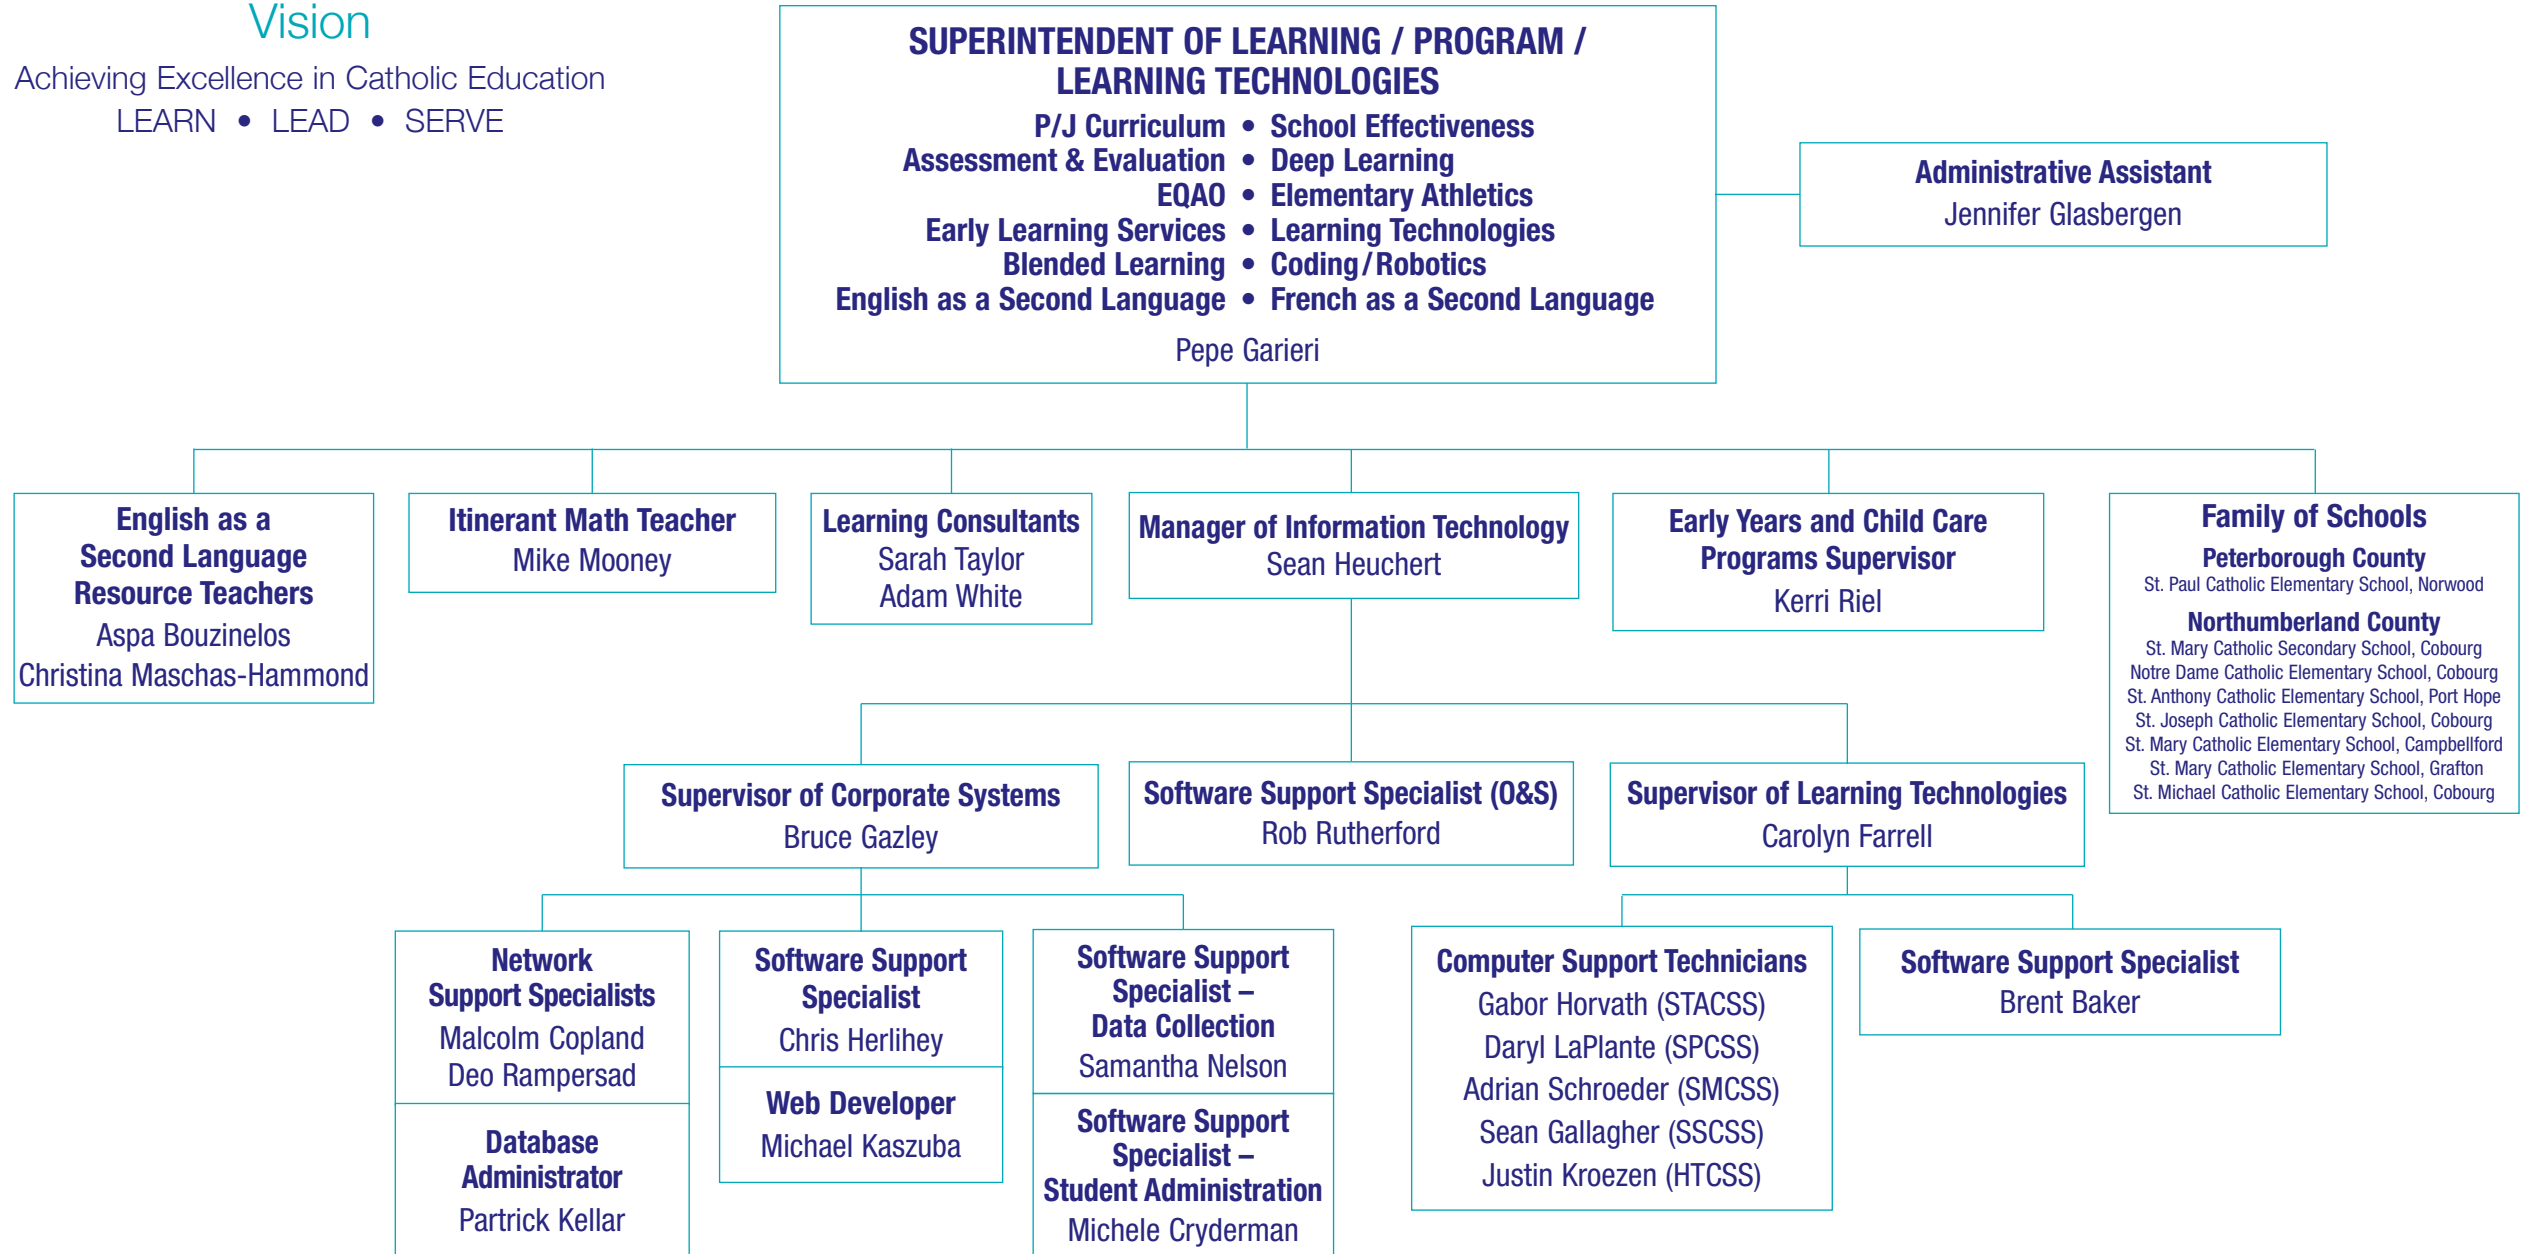 Vision
Achieving Excellence in Catholic Education
LEARN • LEAD • SERVE
SUPERINTENDENT OF LEARNING / PROGRAM /
LEARNING TECHNOLOGIES
P/J Curriculum • School Effectiveness
Assessment & Evaluation • Deep Learning
EQAO • Elementary Athletics
Early Learning Services • Learning Technologies
Blended Learning • Coding/Robotics
English as a Second Language • French as a Second Language
Pepe Garieri
Administrative Assistant
Jennifer Glasbergen
English as a
Second Language
Resource Teachers
Aspa Bouzinelos
Christina Maschas-Hammond
Itinerant Math Teacher
Mike Mooney
Learning Consultants
Sarah Taylor
Adam White
Manager of Information Technology
Sean Heuchert
Early Years and Child Care
Programs Supervisor
Kerri Riel
Family of Schools
Peterborough County
St. Paul Catholic Elementary School, Norwood
Northumberland County
St. Mary Catholic Secondary School, Cobourg
Notre Dame Catholic Elementary School, Cobourg
St. Anthony Catholic Elementary School, Port Hope
St. Joseph Catholic Elementary School, Cobourg
St. Mary Catholic Elementary School, Campbellford
St. Mary Catholic Elementary School, Grafton
St. Michael Catholic Elementary School, Cobourg
Supervisor of Corporate Systems
Bruce Gazley
Software Support Specialist (O&S)
Rob Rutherford
Supervisor of Learning Technologies
Carolyn Farrell
Network
Support Specialists
Malcolm Copland
Deo Rampersad
Database
Administrator
Partrick Kellar
Software Support
Specialist
Chris Herlihey
Web Developer
Michael Kaszuba
Software Support
Specialist –
Data Collection
Samantha Nelson
Software Support
Specialist –
Student Administration
Michele Cryderman
Computer Support Technicians
Gabor Horvath (STACSS)
Daryl LaPlante (SPCSS)
Adrian Schroeder (SMCSS)
Sean Gallagher (SSCSS)
Justin Kroezen (HTCSS)
Software Support Specialist
Brent Baker